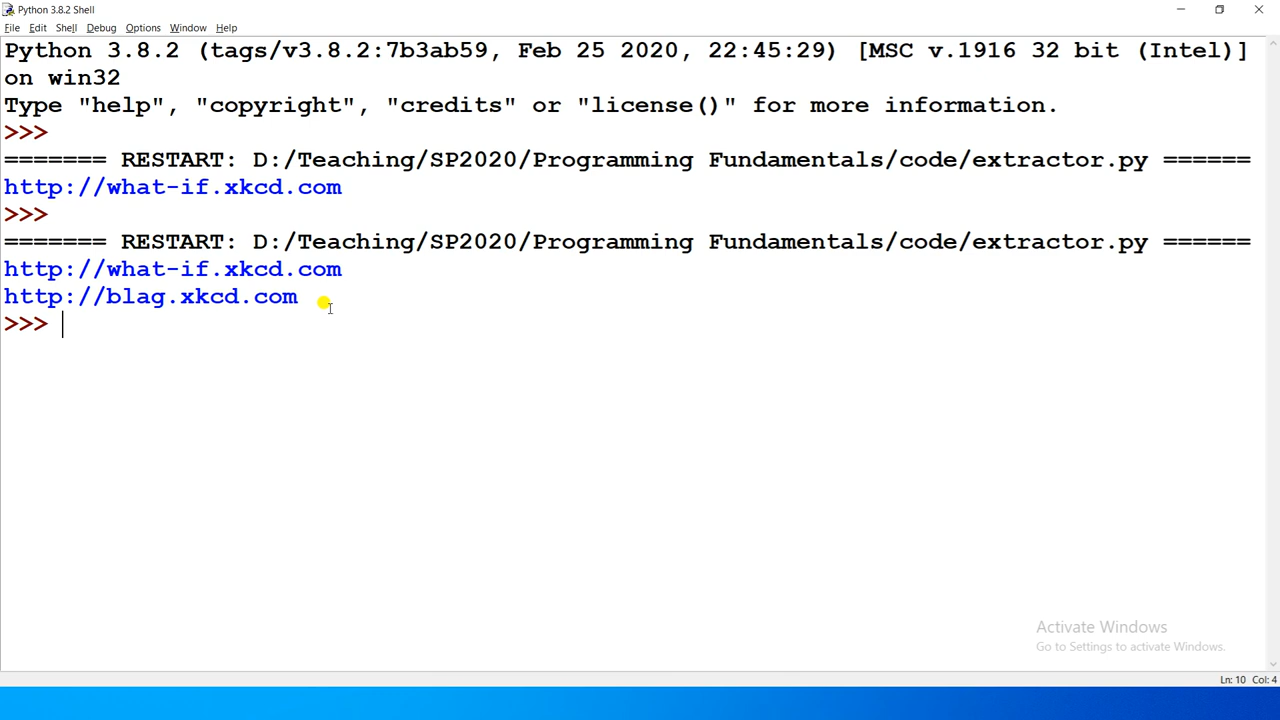 Python 3.8.2 Shell
File Edit Shell Debug Options Window Help
Python 3.8.2 (tags/v3.8.2:7b3ab59, Feb 25 2020, 22:45:29) [MSC v.1916 32 bit (Intel)]
on win32
Type "help", "copyright", "credits" or "license()" for more information.
>>>
======= RESTART: D:/Teaching/SP2020/Programming Fundamentals/code/extractor.py ======
http://what-if.xkcd.com
>>>
======= RESTART: D:/Teaching/SP2020/Programming Fundamentals/code/extractor.py ======
http://what-if.xkcd.com
http://blag.xkcd.com
>>>
Activate Windows
Go to Settings to activate Windows.
Ln: 10 Col: 4